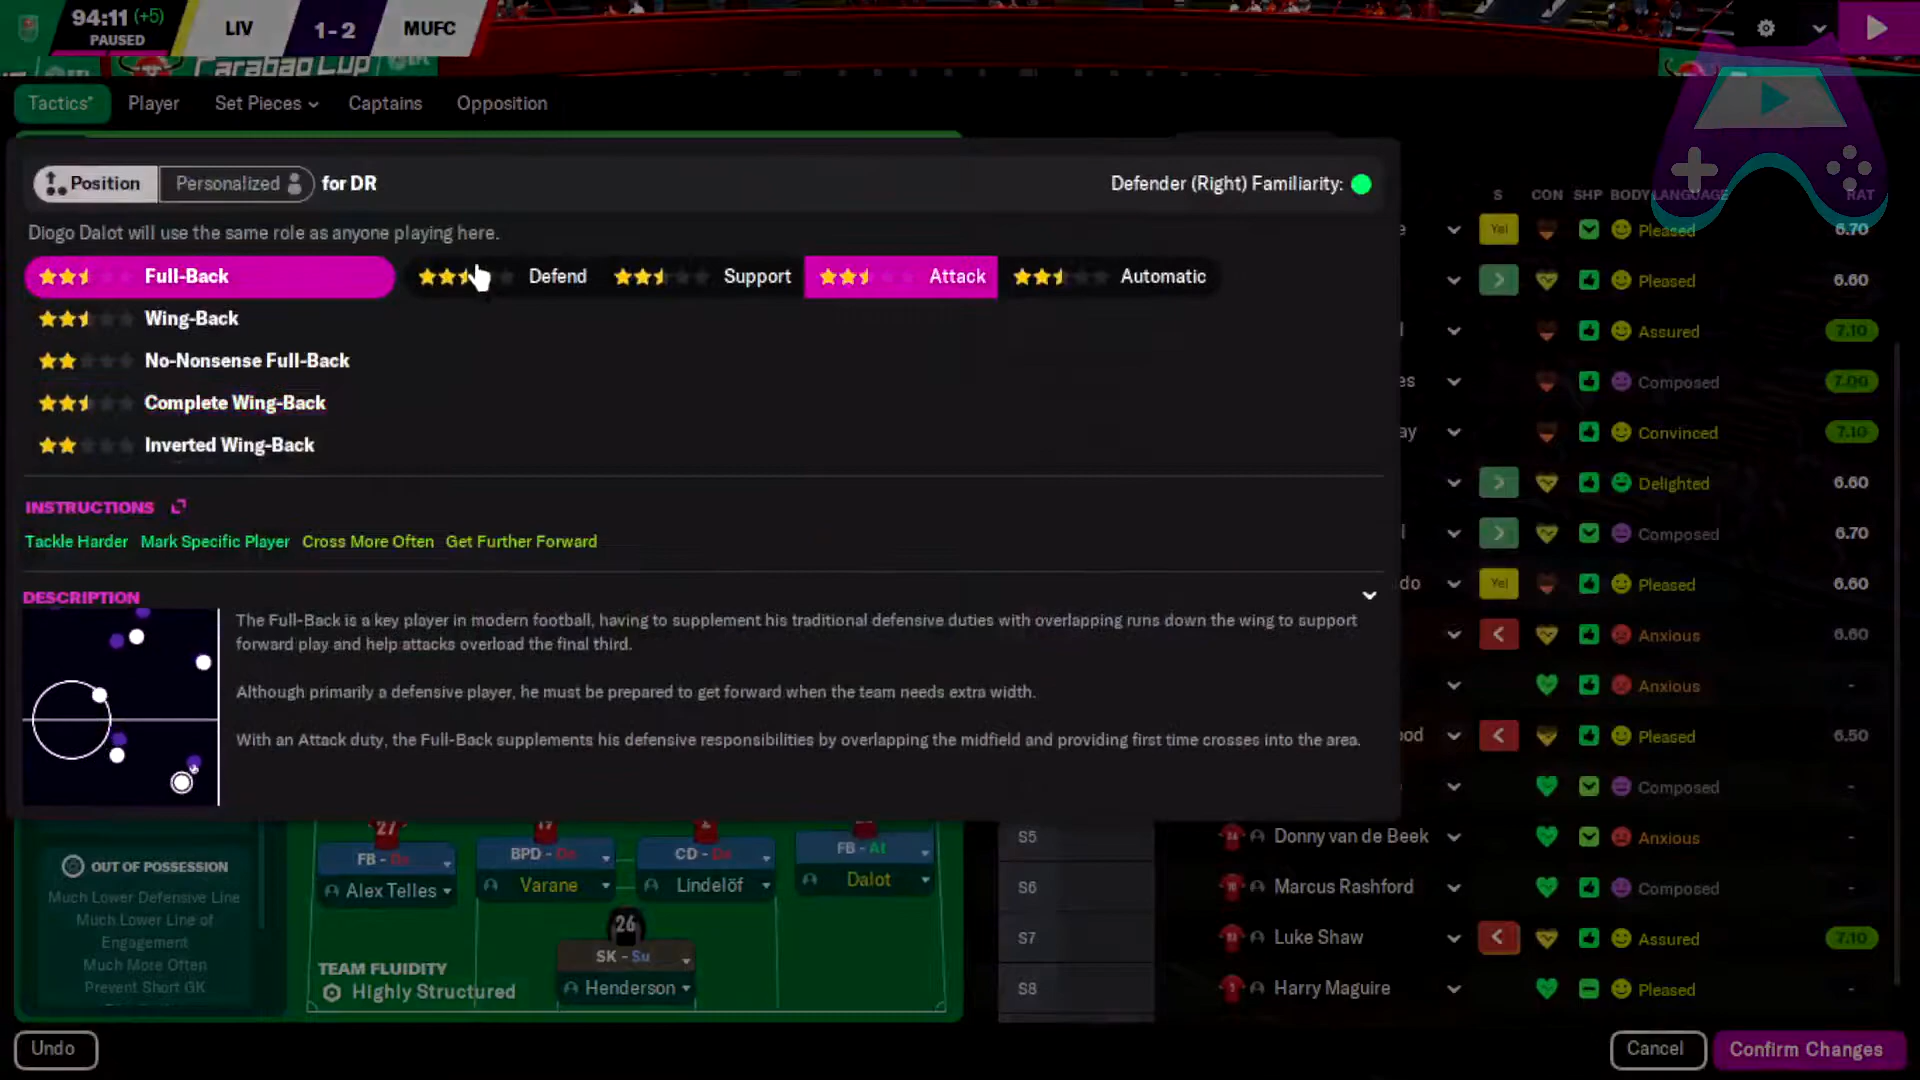 94:11 (+5)
PAUSED
LIV
1-2
MUFC
Carabao Cup
Tactics*
Player
Set Pieces
Captains
Opposition
Position
Personalized
for DR
Defender (Right) Familiarity:
Diogo Dalot will use the same role as anyone playing here.
Full-Back
Defend
Support
Attack
Automatic
Wing-Back
No-Nonsense Full-Back
Complete Wing-Back
Inverted Wing-Back
INSTRUCTIONS
Tackle Harder Mark Specific Player Cross More Often Get Further Forward
DESCRIPTION
The Full-Back is a key player in modern football, having to supplement his traditional defensive duties with overlapping runs down the wing to support
forward play and help attacks overload the final third.
Although primarily a defensive player, he must be prepared to get forward when the team needs extra width.
With an Attack duty, the Full-Back supplements his defensive responsibilities by overlapping the midfield and providing first time crosses into the area.
S CON SHP BODY LANGUAGE RAT
e Yel Pleased 6.70
Pleased 6.60
Assured 7.10
es Composed 7.00
ay Convinced 7.10
Delighted 6.60
Composed 6.70
do Yel Pleased 6.60
Anxious 6.60
Anxious -
od Pleased 6.50
Composed -
S5 Donny van de Beek Anxious -
S6 Marcus Rashford Composed -
S7 Luke Shaw Assured 7.10
S8 Harry Maguire Pleased -
27
FB - De
Alex Telles
19
BPD - De
Varane
2
CD - De
Lindelöf
FB - At
Dalot
26
SK - Su
Henderson
OUT OF POSSESSION
Much Lower Defensive Line
Much Lower Line of
Engagement
Much More Often
Prevent Short GK
TEAM FLUIDITY
Highly Structured
Undo
Cancel
Confirm Changes